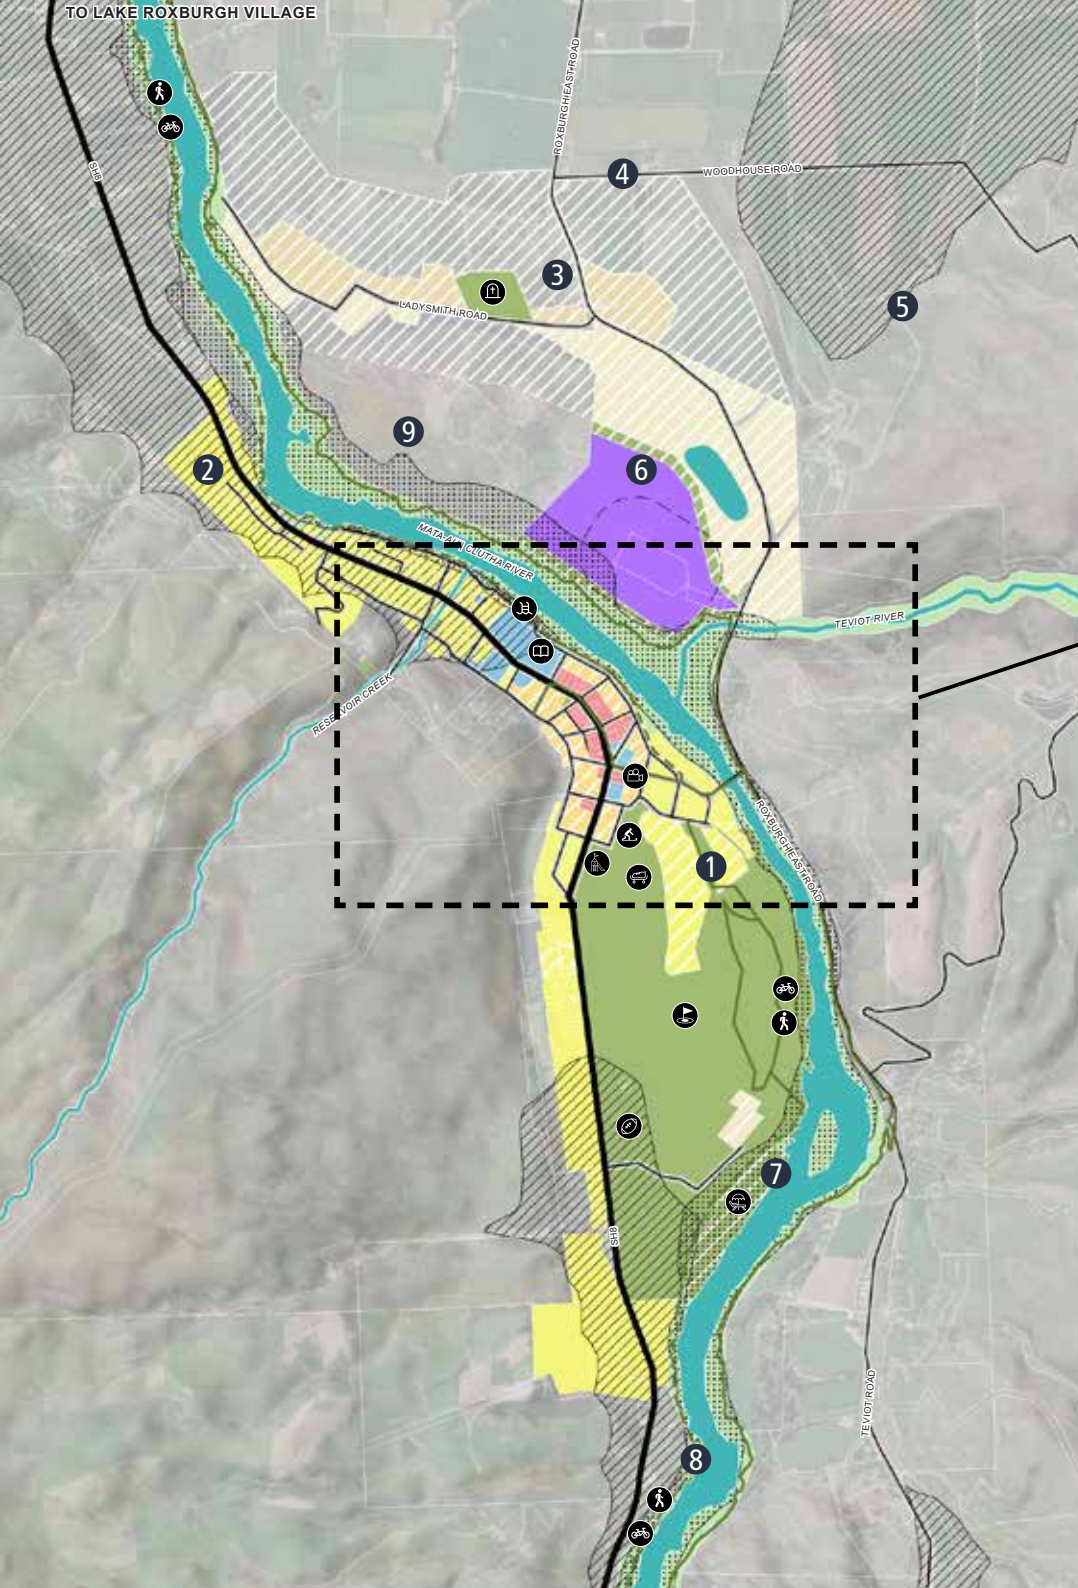 TO LAKE ROXBURGH VILLAGE
ROXBURGH EAST ROAD
4
WOODHOUSE ROAD
SH8
3
5
LADYSMITH ROAD
9
2
6
MATA-AU CLUTHA RIVER
TEVIOT RIVER
RESERVOIR CREEK
ROXBURGH EAST ROAD
1
7
SH8
TEVIOT ROAD
8